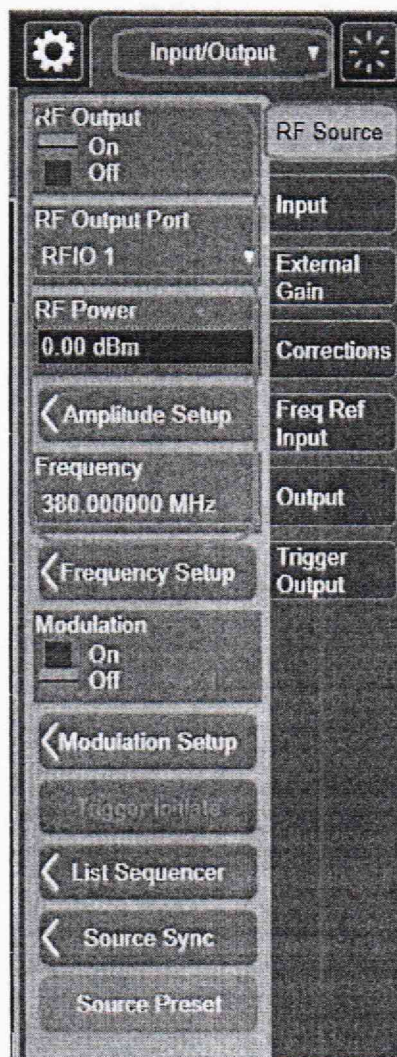 Input/Output
RF Output
On
Off
RF Output Port
RFIO 1
RF Power
0.00 dBm
Amplitude Setup
Frequency
380.000000 MHz
Frequency Setup
Modulation
On
Off
Modulation Setup
Trigger Initiate
List Sequencer
Source Sync
Source Preset
RF Source
Input
External
Gain
Corrections
Freq Ref
Input
Output
Trigger
Output